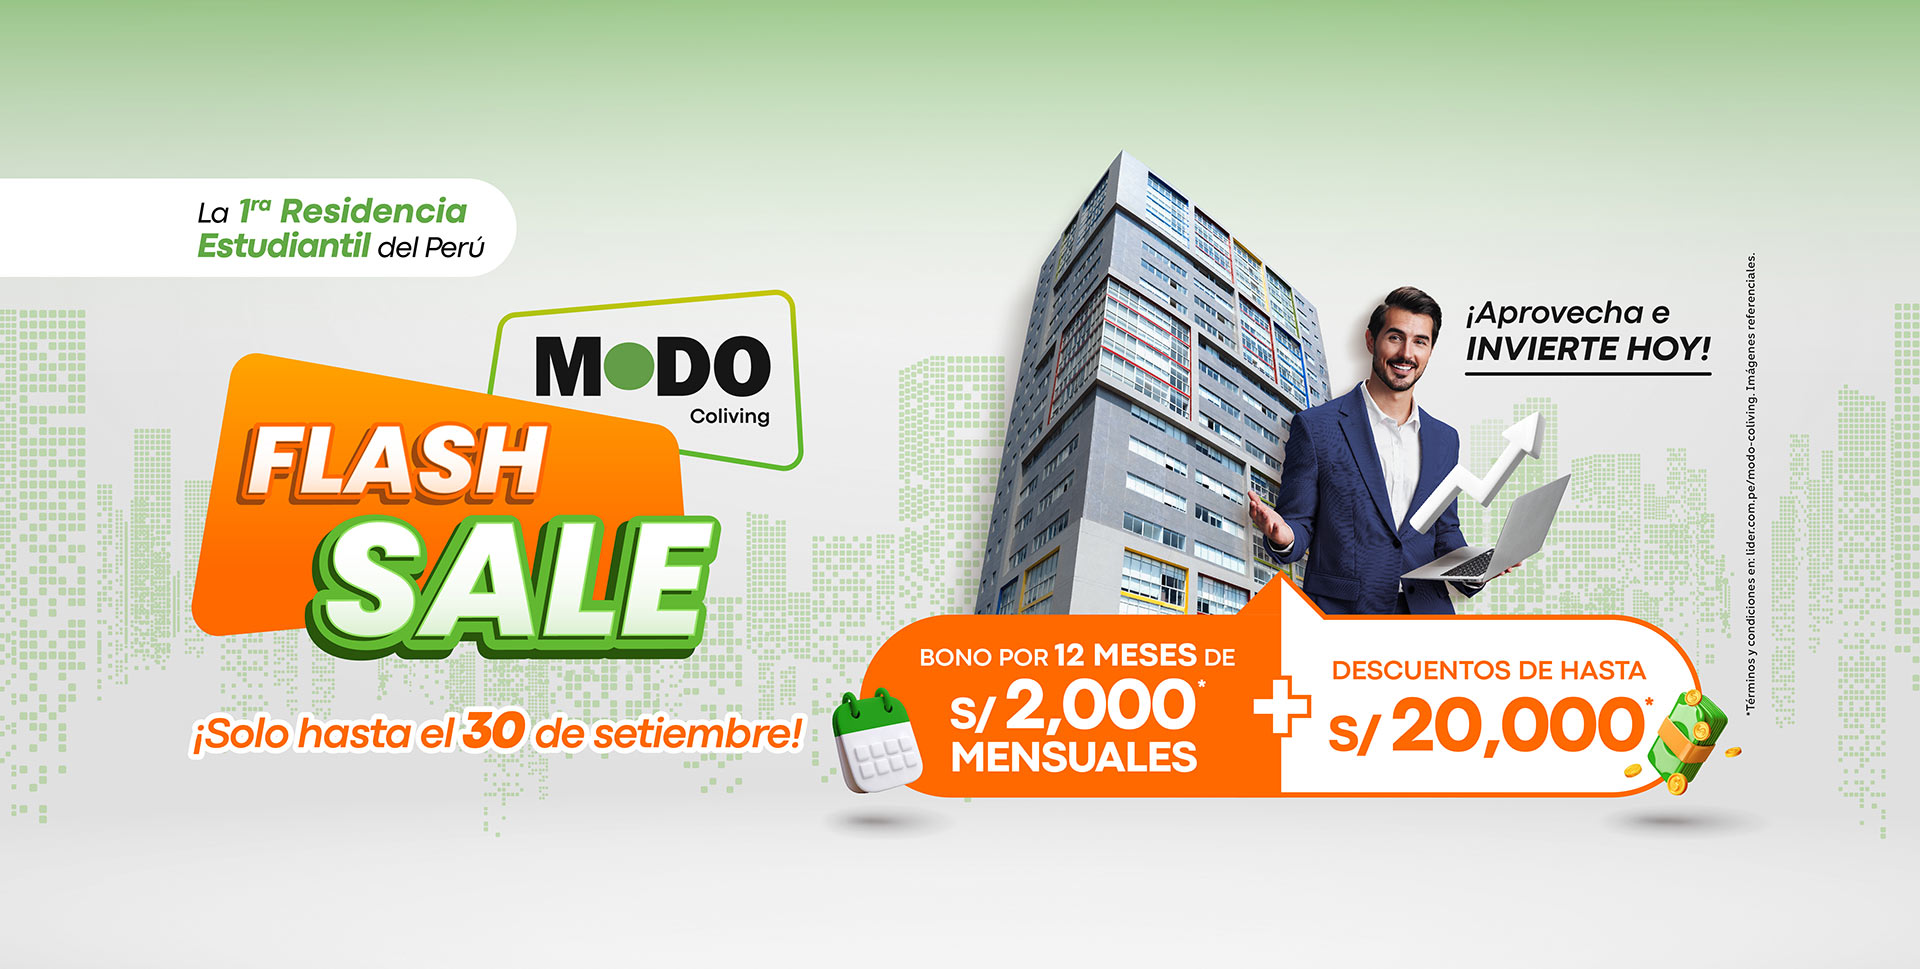 La 1ra Residencia
Estudiantil del Perú
MODO
Coliving
FLASH
SALE
¡Solo hasta el 30 de setiembre!
¡Aprovecha e
INVIERTE HOY!
BONO POR 12 MESES DE
S/ 2,000*
MENSUALES
+
DESCUENTOS DE HASTA
S/ 20,000*
*Términos y condiciones en: lider.com.pe/modo-coliving. Imágenes referenciales.